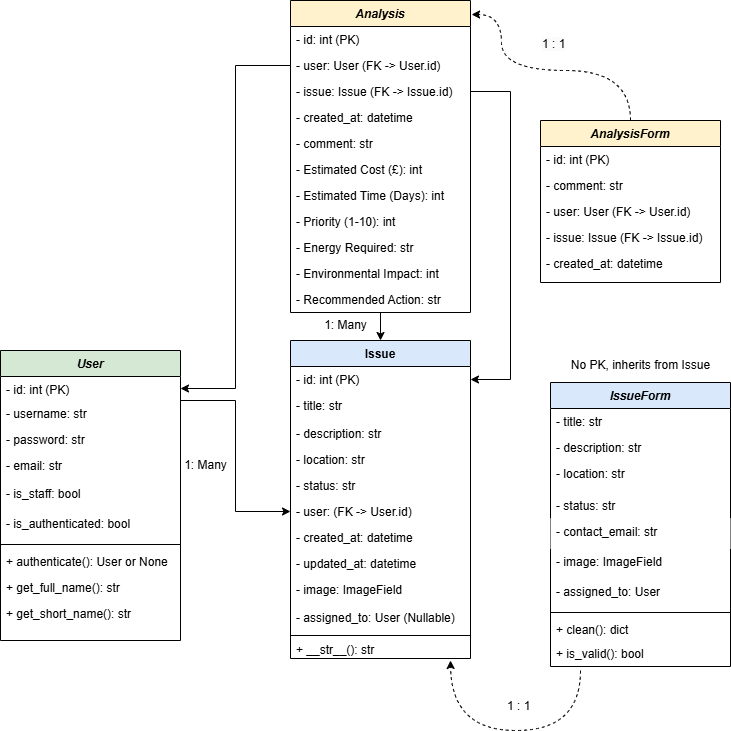 Analysis
- id: int (PK)
- user: User (FK -> User.id)
- issue: Issue (FK -> Issue.id)
- created_at: datetime
- comment: str
- Estimated Cost (£): int
- Estimated Time (Days): int
- Priority (1-10): int
- Energy Required: str
- Environmental Impact: int
- Recommended Action: str
1 : 1
AnalysisForm
- id: int (PK)
- comment: str
- user: User (FK -> User.id)
- issue: Issue (FK -> Issue.id)
- created_at: datetime
1: Many
User
- id: int (PK)
- username: str
- password: str
- email: str
- is_staff: bool
- is_authenticated: bool
+ authenticate(): User or None
+ get_full_name(): str
+ get_short_name(): str
1: Many
Issue
- id: int (PK)
- title: str
- description: str
- location: str
- status: str
- user: (FK -> User.id)
- created_at: datetime
- updated_at: datetime
- image: ImageField
- assigned_to: User (Nullable)
+ __str__(): str
No PK, inherits from Issue
IssueForm
- title: str
- description: str
- location: str
- status: str
- contact_email: str
- image: ImageField
- assigned_to: User
+ clean(): dict
+ is_valid(): bool
1 : 1